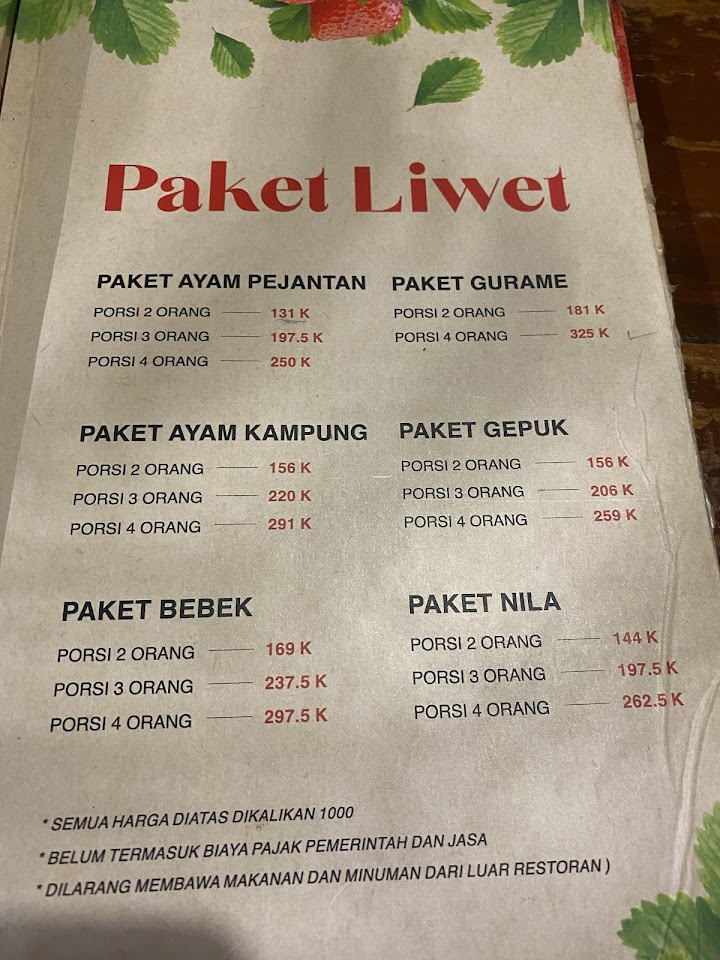 Paket Liwet
PAKET AYAM PEJANTAN
PORSI 2 ORANG 131 K
PORSI 3 ORANG 197.5 K
PORSI 4 ORANG 250 K
PAKET GURAME
PORSI 2 ORANG 181 K
PORSI 4 ORANG 325 K
PAKET AYAM KAMPUNG
PORSI 2 ORANG 156 K
PORSI 3 ORANG 220 K
PORSI 4 ORANG 291 K
PAKET GEPUK
PORSI 2 ORANG 156 K
PORSI 3 ORANG 206 K
PORSI 4 ORANG 259 K
PAKET BEBEK
PORSI 2 ORANG 169 K
PORSI 3 ORANG 237.5 K
PORSI 4 ORANG 297.5 K
PAKET NILA
PORSI 2 ORANG 144 K
PORSI 3 ORANG 197.5 K
PORSI 4 ORANG 262.5 K
* SEMUA HARGA DIATAS DIKALIKAN 1000
* BELUM TERMASUK BIAYA PAJAK PEMERINTAH DAN JASA
* DILARANG MEMBAWA MAKANAN DAN MINUMAN DARI LUAR RESTORAN )